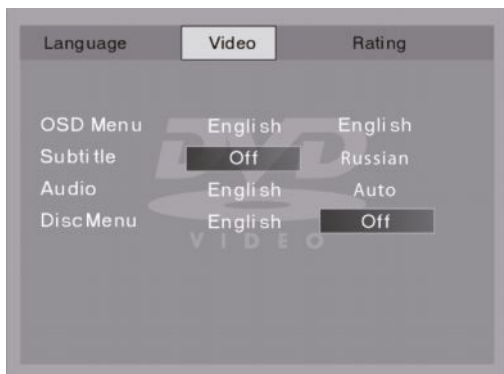 Language Video Rating
OSD Menu English English
Subtitle Off Russian
Audio English Auto
DiscMenu English Off
DVD
VIDEO